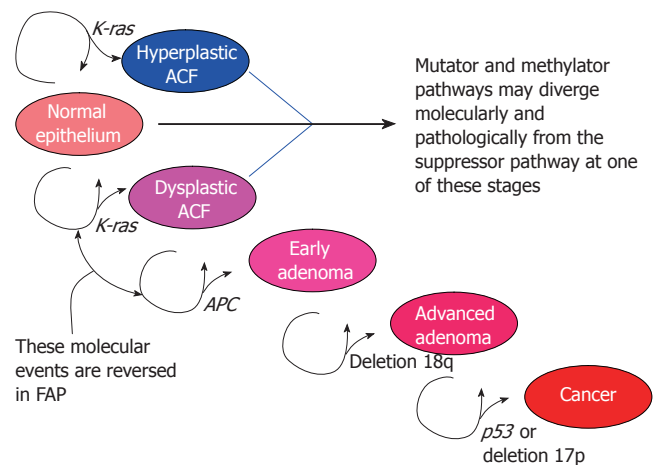 K-ras
Hyperplastic
ACF
Mutator and methylator
pathways may diverge
molecularly and
pathologically from the
suppressor pathway at one
of these stages
Normal
epithelium
Dysplastic
ACF
K-ras
Early
adenoma
APC
These molecular
events are reversed
in FAP
Advanced
adenoma
Deletion 18q
Cancer
p53 or
deletion 17p